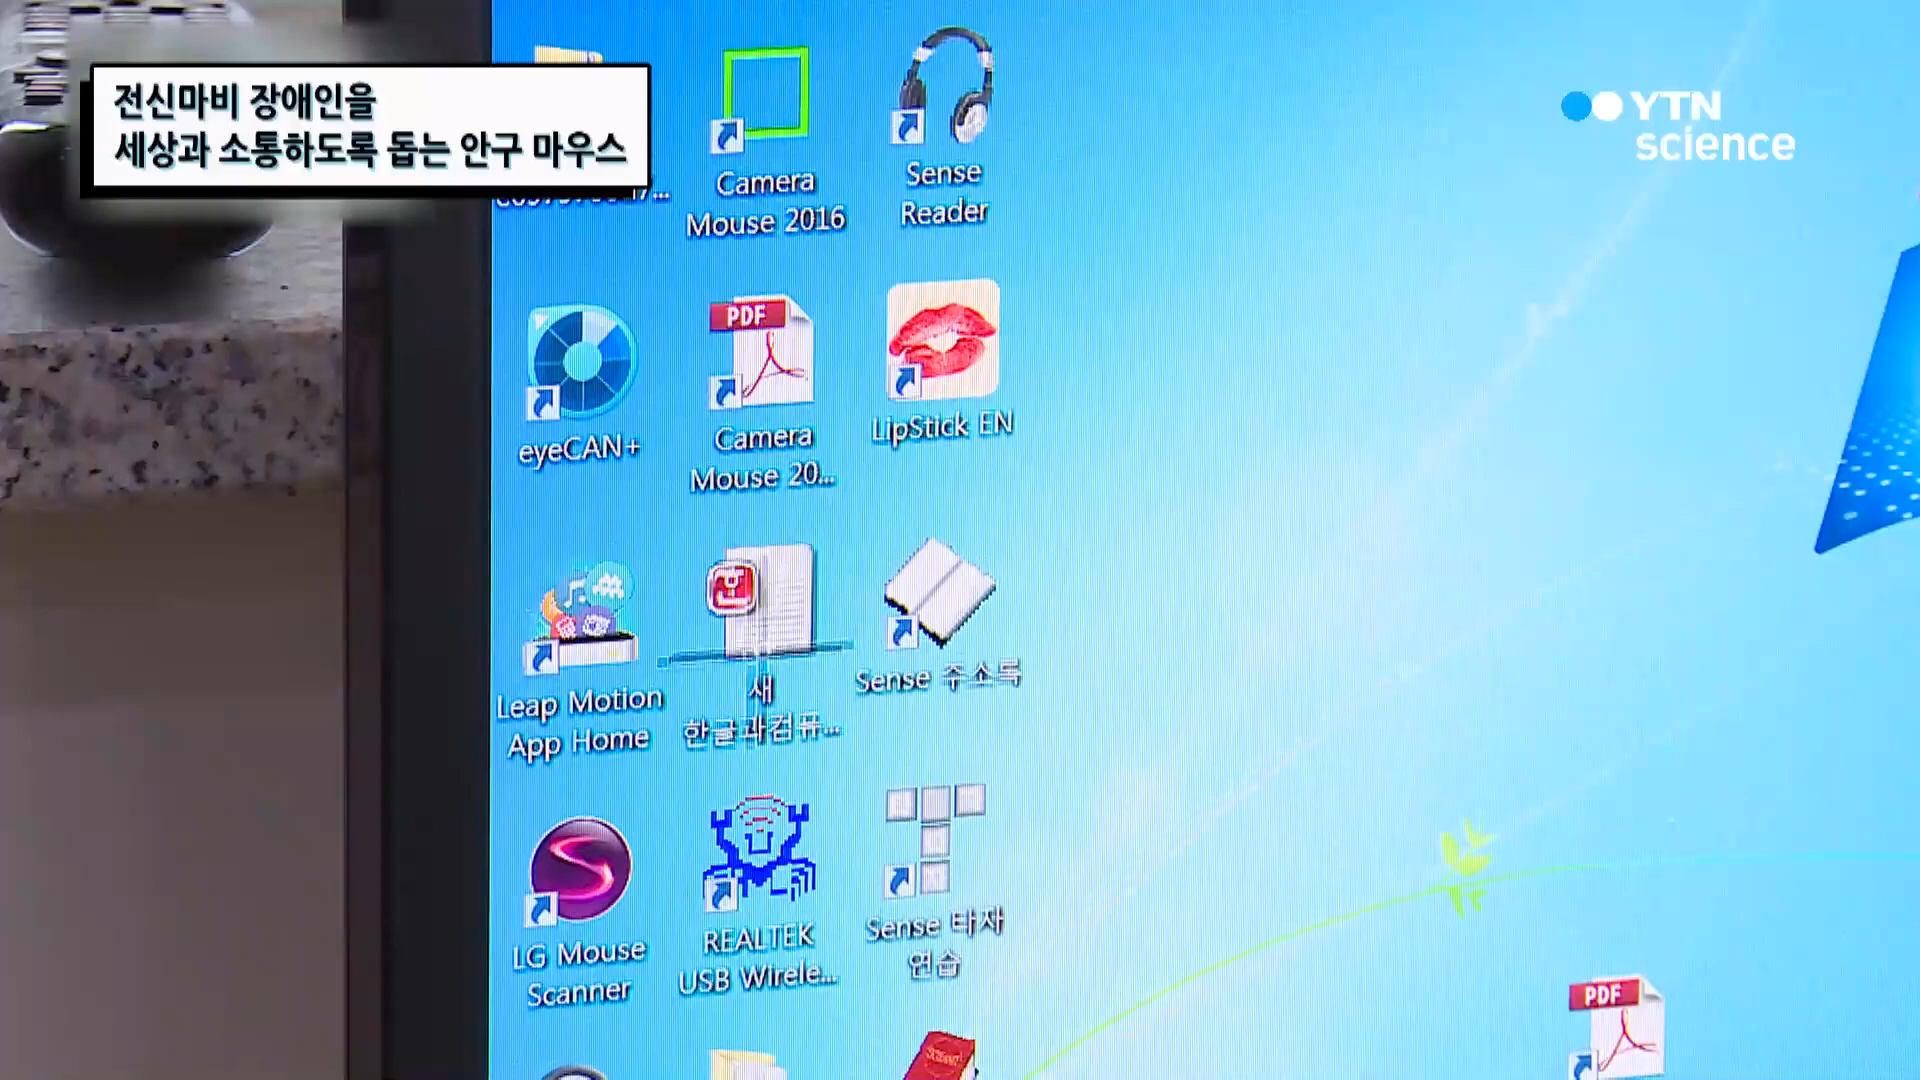 전신마비 장애인을
세상과 소통하도록 돕는 안구 마우스
YTN
science
Camera
Mouse 2016
Sense
Reader
eyeCAN+
PDF
Camera
Mouse 20...
LipStick EN
Leap Motion
App Home
새
한글과컴퓨...
Sense 주소록
LG Mouse
Scanner
REALTEK
USB Wirele...
Sense 타자
연습
PDF